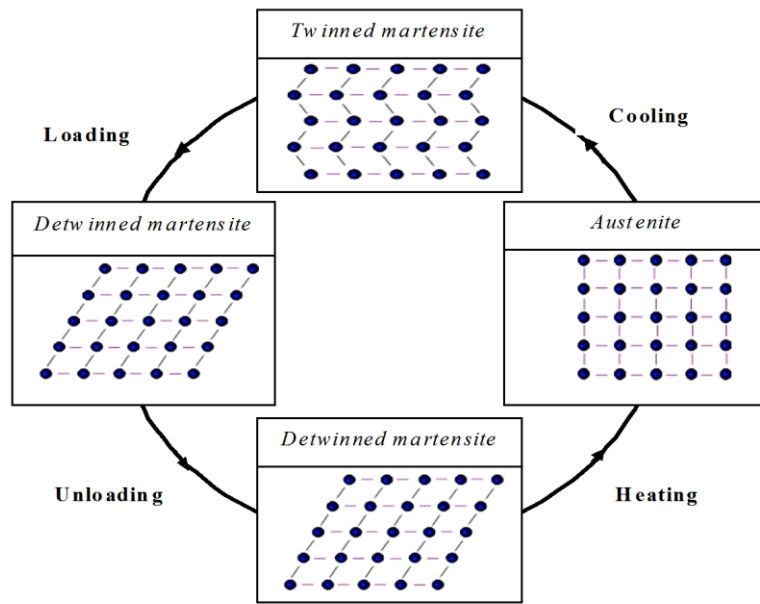 Twinned martensite
Loading
Cooling
Detwinned martensite
Austenite
Detwinned martensite
Unloading
Heating